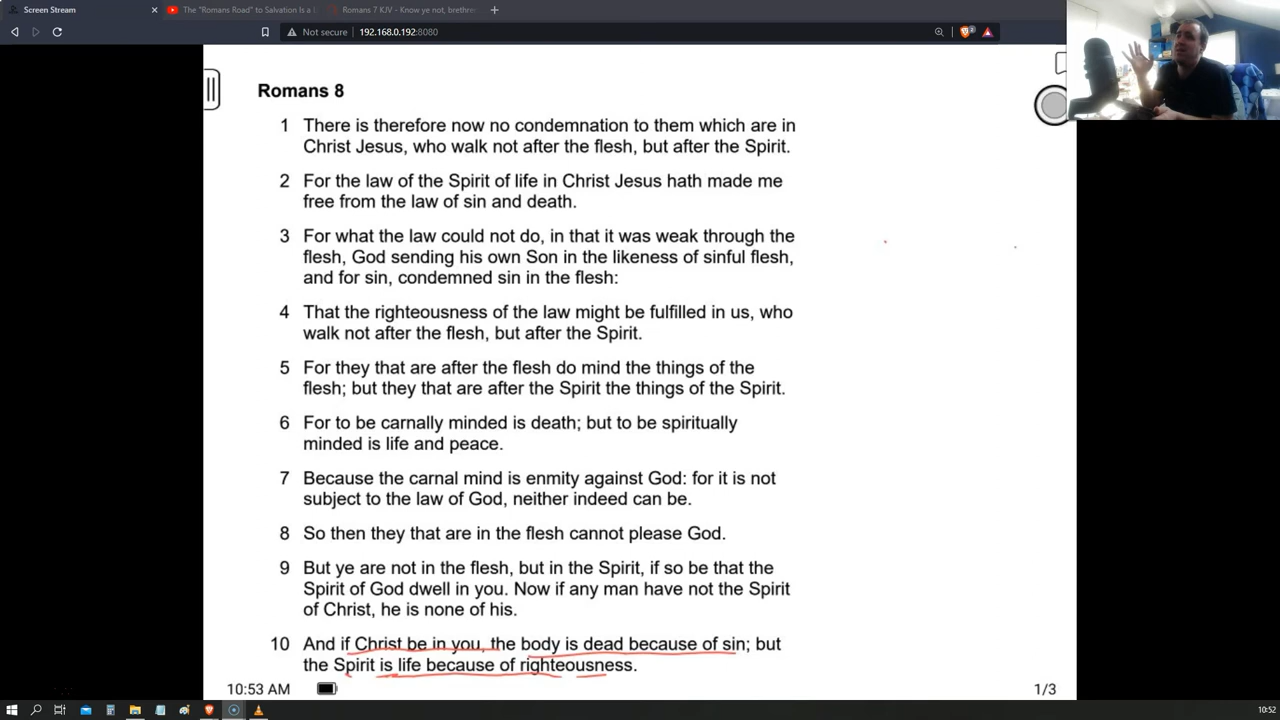 Screen Stream
The "Romans Road" to Salvation Is a
Romans 7 KJV - Know ye not, brethre
Not secure 192.168.0.192:8080
Romans 8
1 There is therefore now no condemnation to them which are in
Christ Jesus, who walk not after the flesh, but after the Spirit.
2 For the law of the Spirit of life in Christ Jesus hath made me
free from the law of sin and death.
3 For what the law could not do, in that it was weak through the
flesh, God sending his own Son in the likeness of sinful flesh,
and for sin, condemned sin in the flesh:
4 That the righteousness of the law might be fulfilled in us, who
walk not after the flesh, but after the Spirit.
5 For they that are after the flesh do mind the things of the
flesh; but they that are after the Spirit the things of the Spirit.
6 For to be carnally minded is death; but to be spiritually
minded is life and peace.
7 Because the carnal mind is enmity against God: for it is not
subject to the law of God, neither indeed can be.
8 So then they that are in the flesh cannot please God.
9 But ye are not in the flesh, but in the Spirit, if so be that the
Spirit of God dwell in you. Now if any man have not the Spirit
of Christ, he is none of his.
10 And if Christ be in you, the body is dead because of sin; but
the Spirit is life because of righteousness.
10:53 AM 1/3
10:52